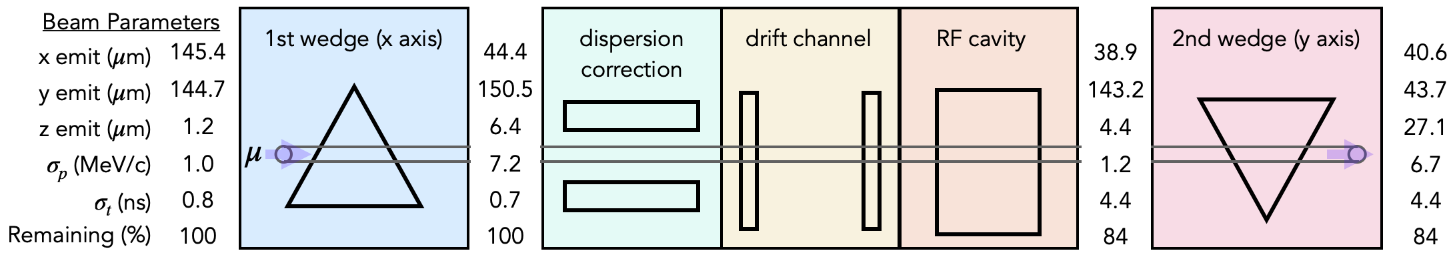 Beam Parameters
x emit (μm) 145.4 44.4 38.9 40.6
y emit (μm) 144.7 150.5 143.2 43.7
z emit (μm) 1.2 6.4 4.4 27.1
σp (MeV/c) 1.0 7.2 1.2 6.7
σt (ns) 0.8 0.7 4.4 4.4
Remaining (%) 100 100 84 84
1st wedge (x axis)
μ
dispersion
correction
drift channel
RF cavity
2nd wedge (y axis)